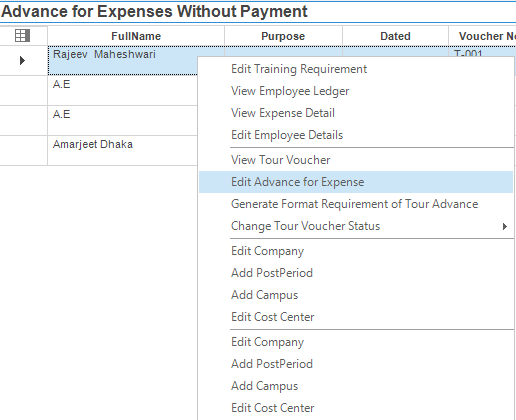 Advance for Expenses Without Payment
FullName Purpose Dated Voucher No
Rajeev Maheshwari T-001
A.E
A.E
Amarjeet Dhaka
Edit Training Requirement
View Employee Ledger
View Expense Detail
Edit Employee Details
View Tour Voucher
Edit Advance for Expense
Generate Format Requirement of Tour Advance
Change Tour Voucher Status
Edit Company
Add PostPeriod
Add Campus
Edit Cost Center
Edit Company
Add PostPeriod
Add Campus
Edit Cost Center